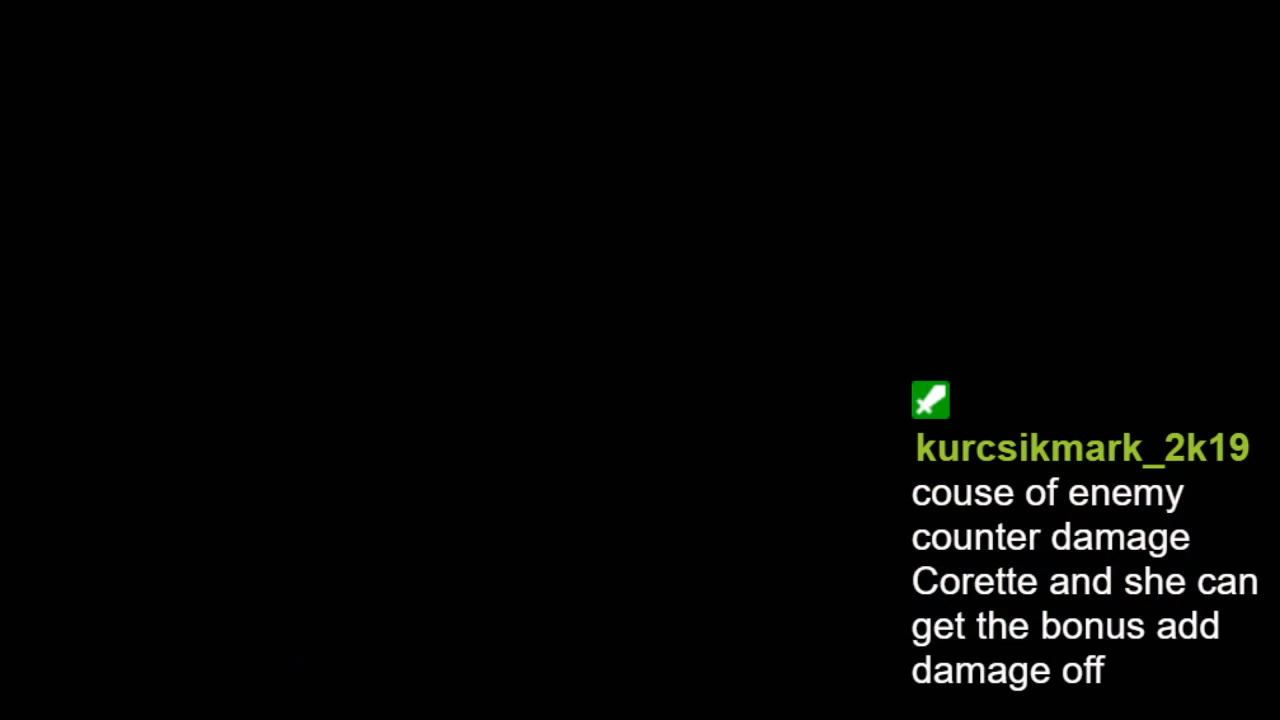 kurcsikmark_2k19
couse of enemy
counter damage
Corette and she can
get the bonus add
damage off